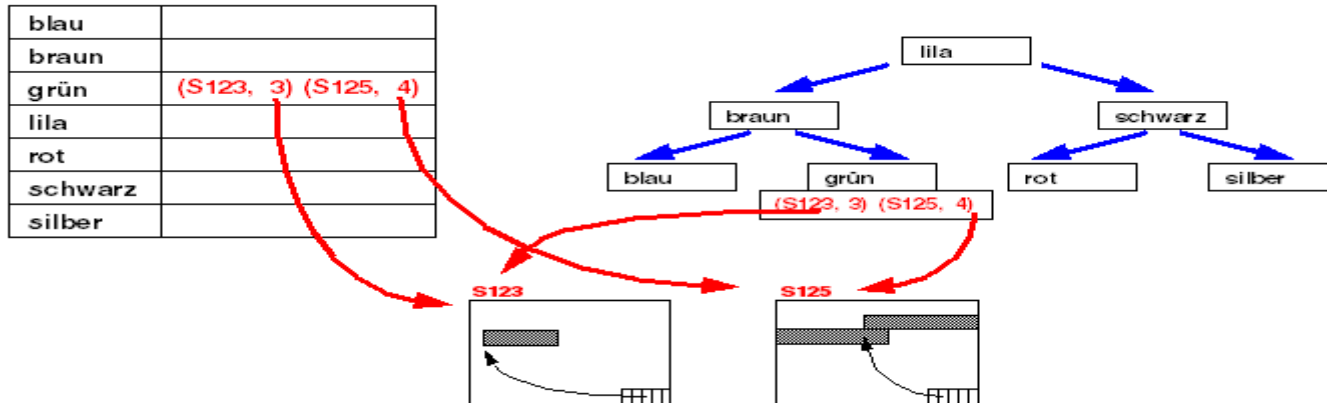 blau
braun
grün (S123, 3) (S125, 4)
lila
rot
schwarz
silber
lila
braun schwarz
blau grün rot silber
(S123, 3) (S125, 4)
S123 S125